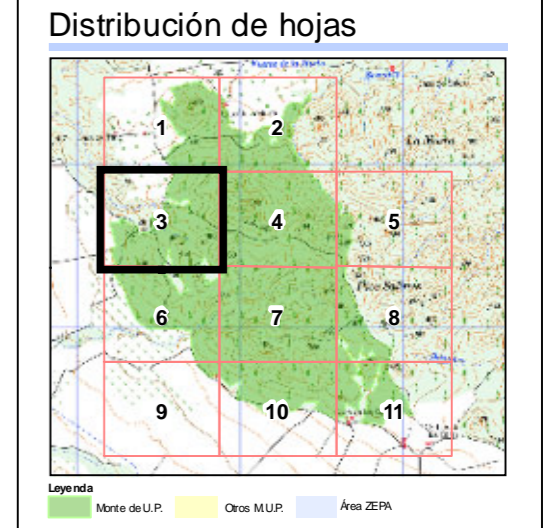 Distribución de hojas
1 2
3 4 5
6 7 8
9 10 11
Leyenda
Monte de U.P. Otros M.U.P. Área ZEPA